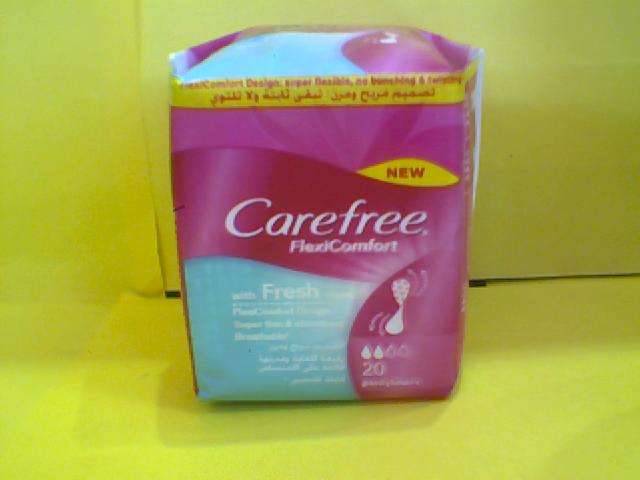 FlexiComfort Design: super flexible, no bunching & twisting
تصميم مريح ومرن: تبقى ثابتة ولا تلتوي
NEW
Carefree
FlexiComfort
with Fresh
FlexiComfort Design
Super thin & absorbent
Breathable
20
pantyliners